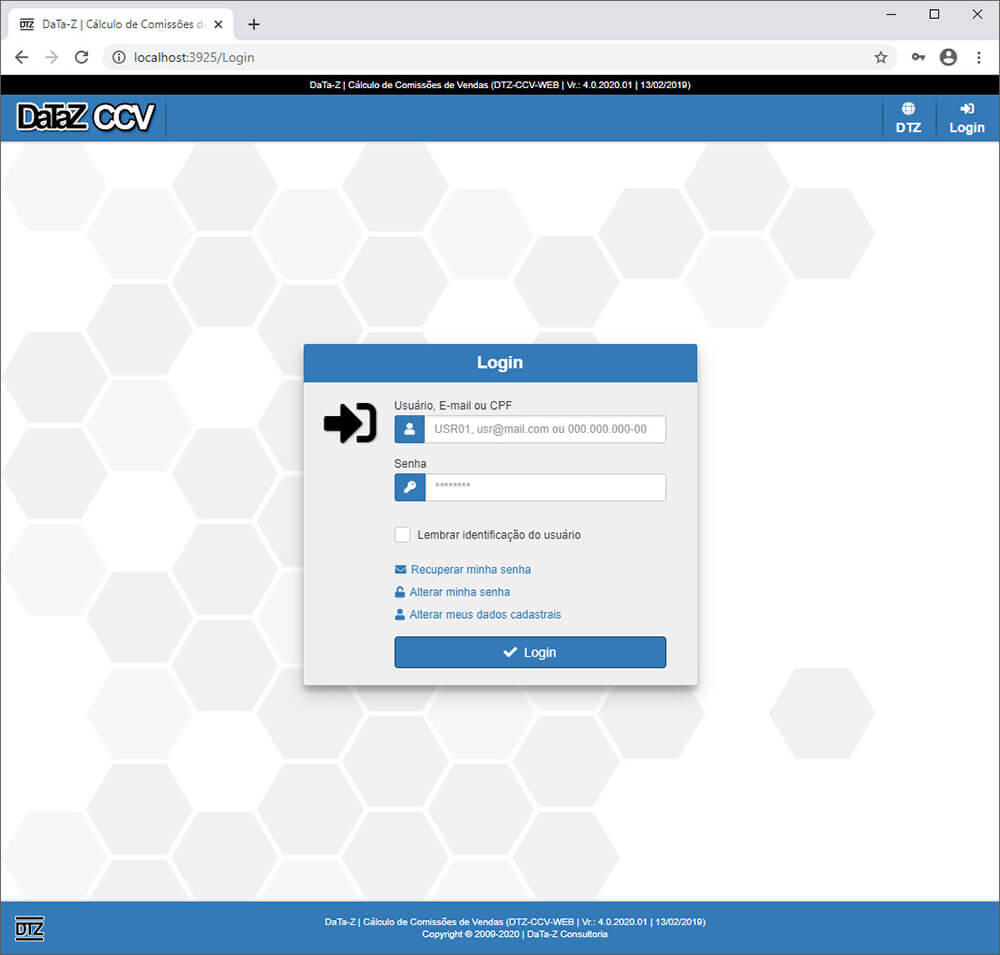 DTZ DaTa-Z | Cálculo de Comissões d
localhost:3925/Login
DaTa-Z | Cálculo de Comissões de Vendas (DTZ-CCV-WEB | Vr.: 4.0.2020.01 | 13/02/2019)
DaTaZ CCV
DTZ
Login
Login
Usuário, E-mail ou CPF
USR01, usr@mail.com ou 000.000.000-00
Senha
********
Lembrar identificação do usuário
Recuperar minha senha
Alterar minha senha
Alterar meus dados cadastrais
Login
DTZ
DaTa-Z | Cálculo de Comissões de Vendas (DTZ-CCV-WEB | Vr.: 4.0.2020.01 | 13/02/2019)
Copyright © 2009-2020 | DaTa-Z Consultoria